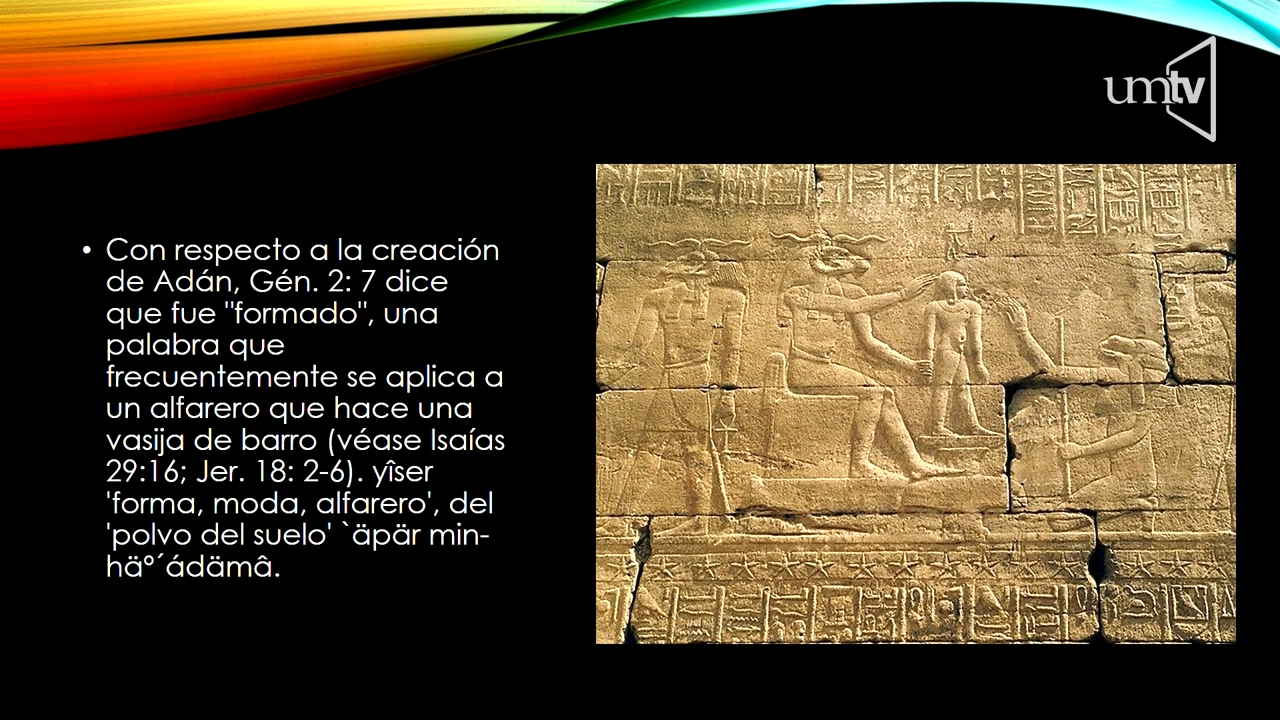 umtv
• Con respecto a la creación
de Adán, Gén. 2: 7 dice
que fue "formado", una
palabra que
frecuentemente se aplica a
un alfarero que hace una
vasija de barro (véase Isaías
29:16; Jer. 18: 2-6). yîser
'forma, moda, alfarero', del
'polvo del suelo' `äpär min-
häº´ádämâ.